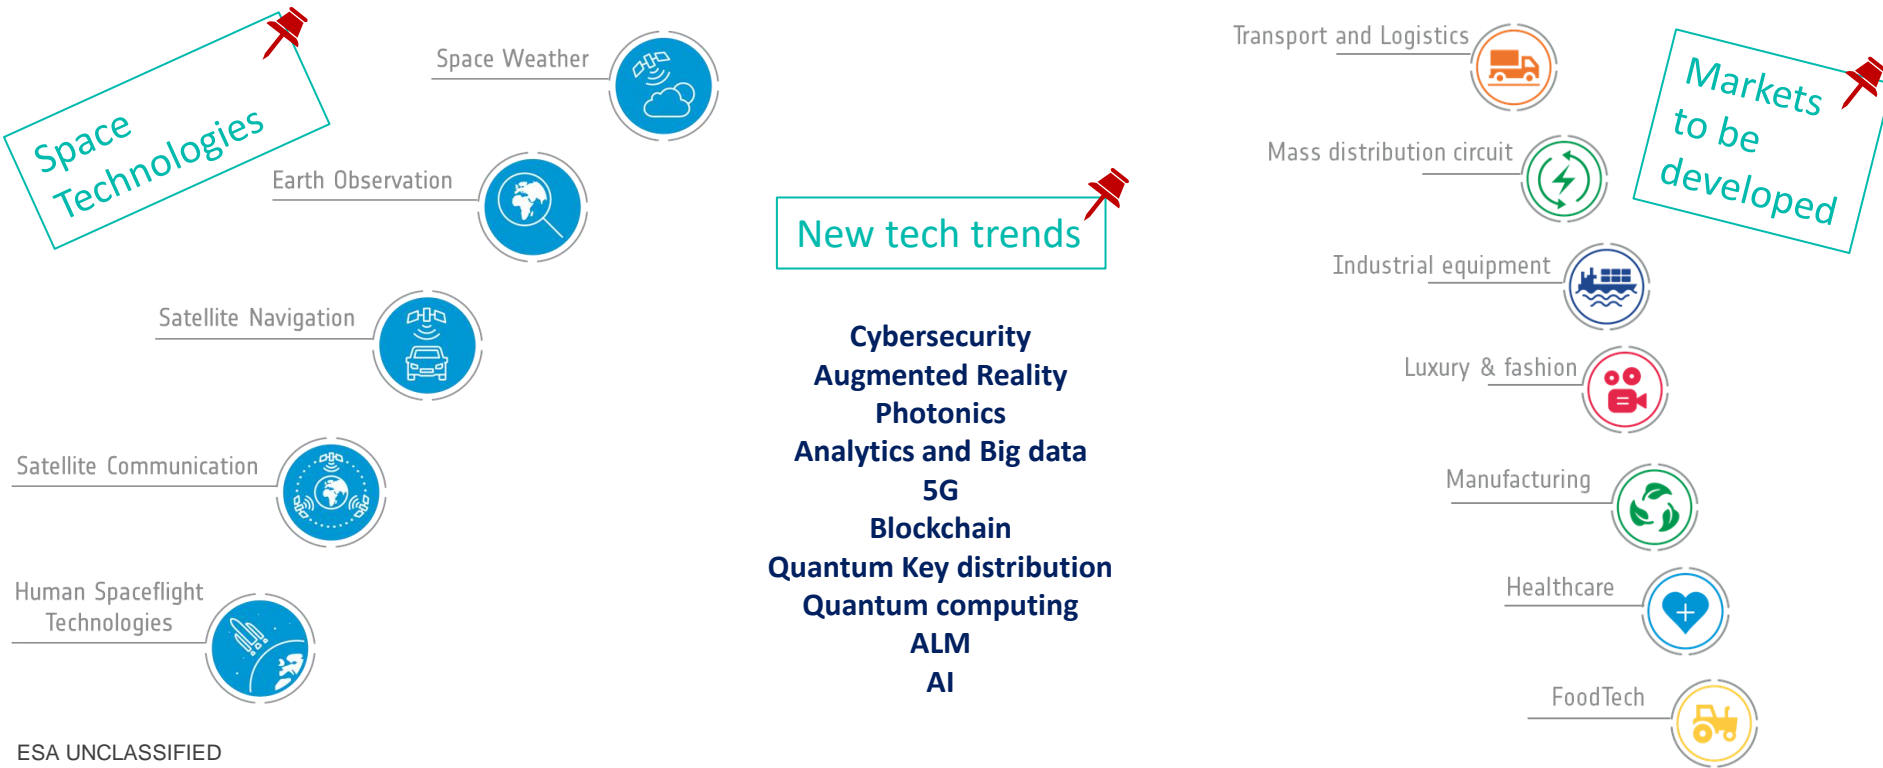 Space
Technologies
Space Weather
Earth Observation
Satellite Navigation
Satellite Communication
Human Spaceflight
Technologies
New tech trends
Cybersecurity
Augmented Reality
Photonics
Analytics and Big data
5G
Blockchain
Quantum Key distribution
Quantum computing
ALM
AI
Markets
to be
developed
Transport and Logistics
Mass distribution circuit
Industrial equipment
Luxury & fashion
Manufacturing
Healthcare
FoodTech
ESA UNCLASSIFIED